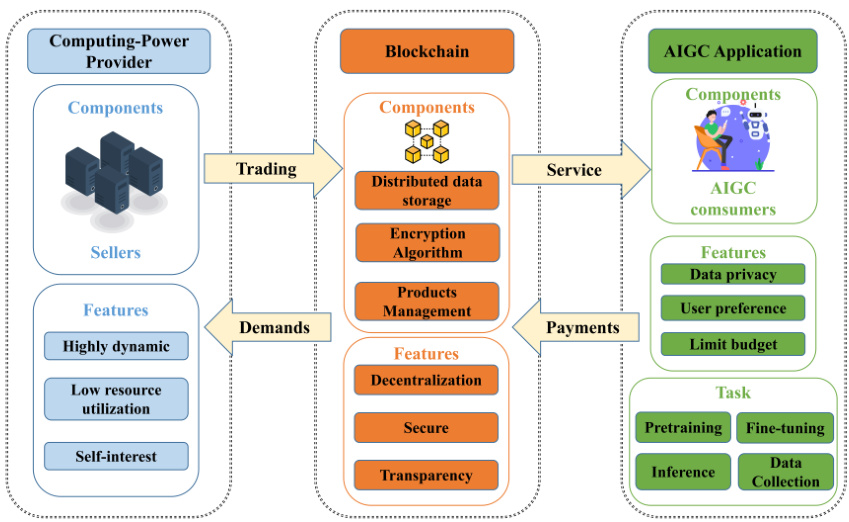 Computing-Power
Provider
Components
Sellers
Features
Highly dynamic
Low resource
utilization
Self-interest
Trading
Demands
Blockchain
Components
Distributed data
storage
Encryption
Algorithm
Products
Management
Features
Decentralization
Secure
Transparency
Service
Payments
AIGC Application
Components
AIGC
comsumers
Features
Data privacy
User preference
Limit budget
Task
Pretraining
Fine-tuning
Inference
Data
Collection